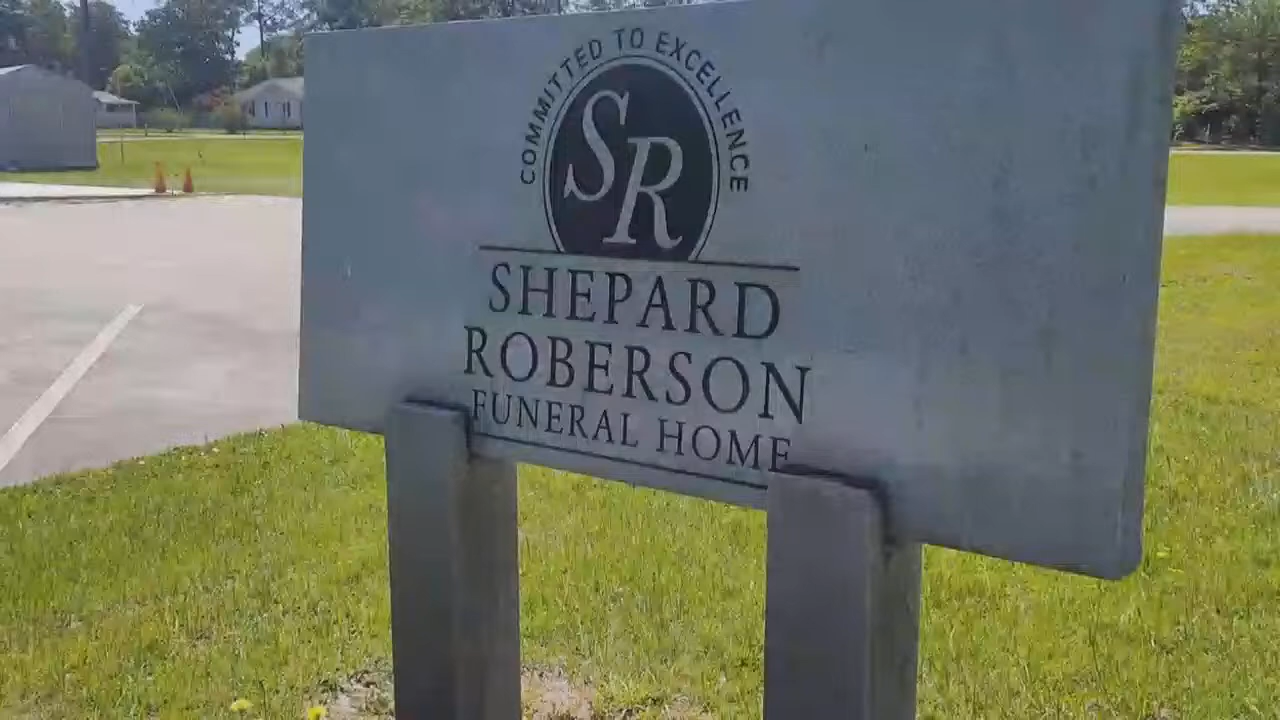 COMMITTED TO EXCELLENCE
SR
SHEPARD
ROBERSON
FUNERAL HOME